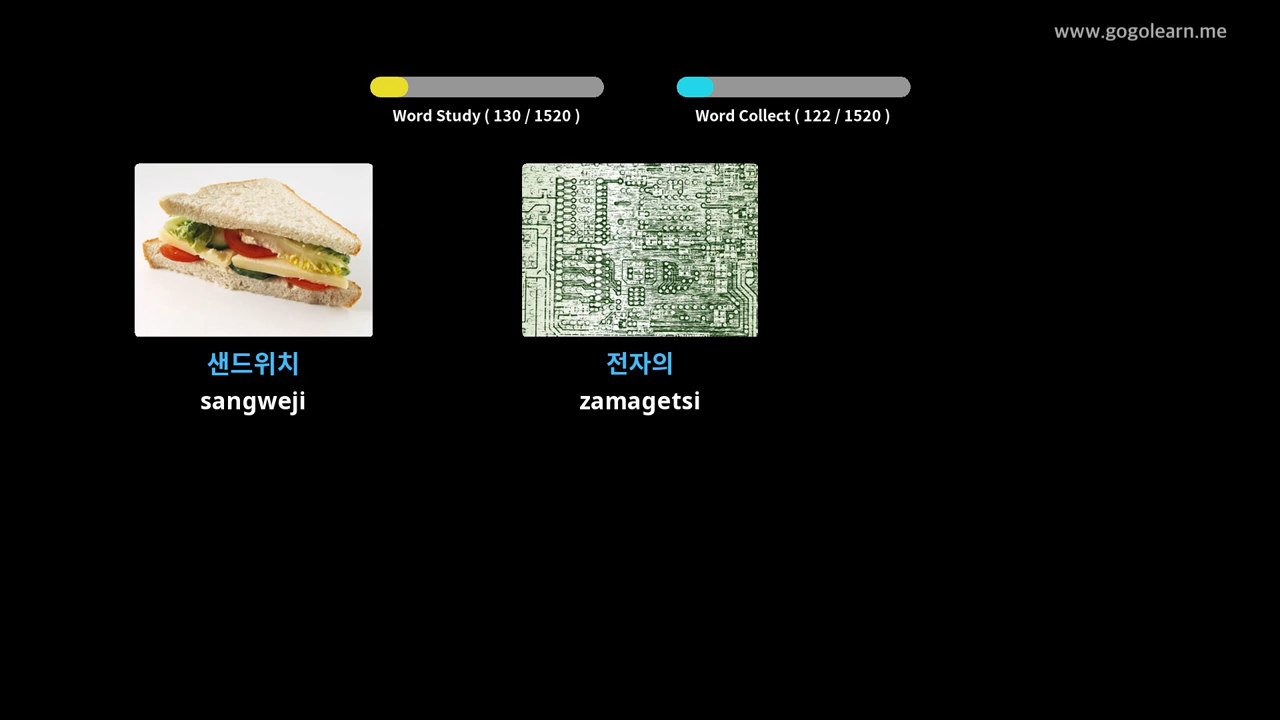 www.gogolearn.me
Word Study ( 130 / 1520 )
Word Collect ( 122 / 1520 )
샌드위치
sangweji
전자의
zamagetsi